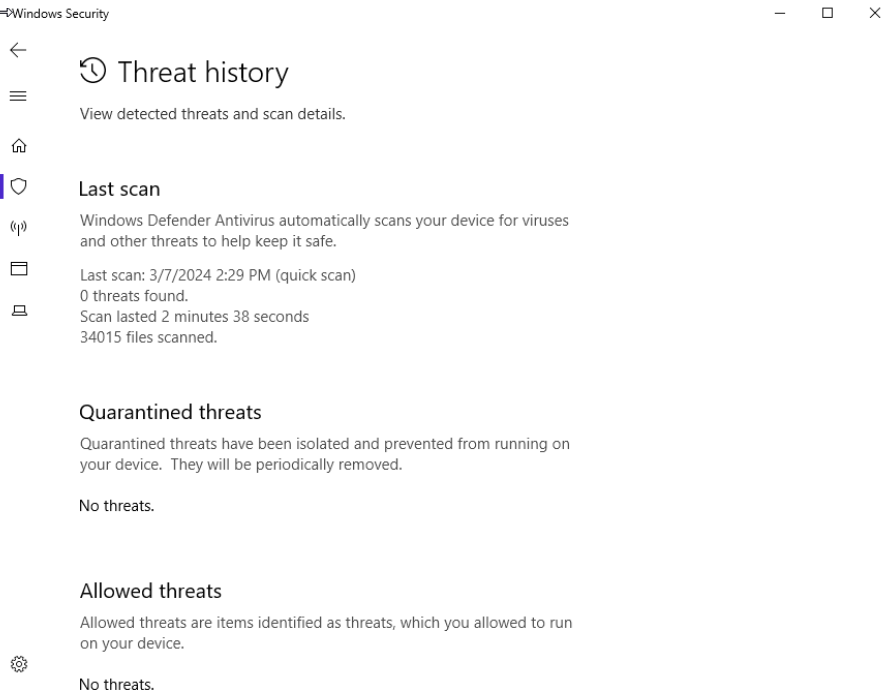 Windows Security
Threat history
View detected threats and scan details.
Last scan
Windows Defender Antivirus automatically scans your device for viruses
and other threats to help keep it safe.
Last scan: 3/7/2024 2:29 PM (quick scan)
0 threats found.
Scan lasted 2 minutes 38 seconds
34015 files scanned.
Quarantined threats
Quarantined threats have been isolated and prevented from running on
your device.  They will be periodically removed.
No threats.
Allowed threats
Allowed threats are items identified as threats, which you allowed to run
on your device.
No threats.